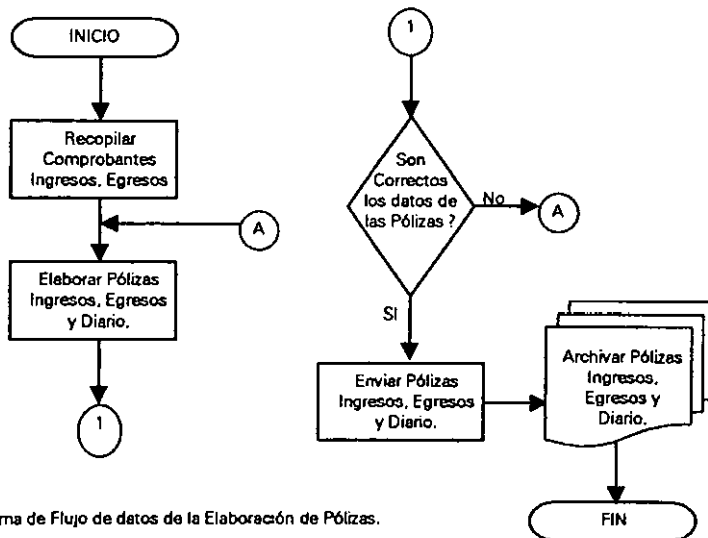 INICIO
Recopilar
Comprobantes
Ingresos, Egresos
A
Elaborar Pólizas
Ingresos, Egresos
y Diario.
1
1
Son
Correctos
los datos de
las Pólizas ?
No
A
SI
Enviar Pólizas
Ingresos, Egresos
y Diario.
Archivar Pólizas
Ingresos,
Egresos y
Diario.
FIN
de Flujo de datos de la Elaboración de Pólizas.